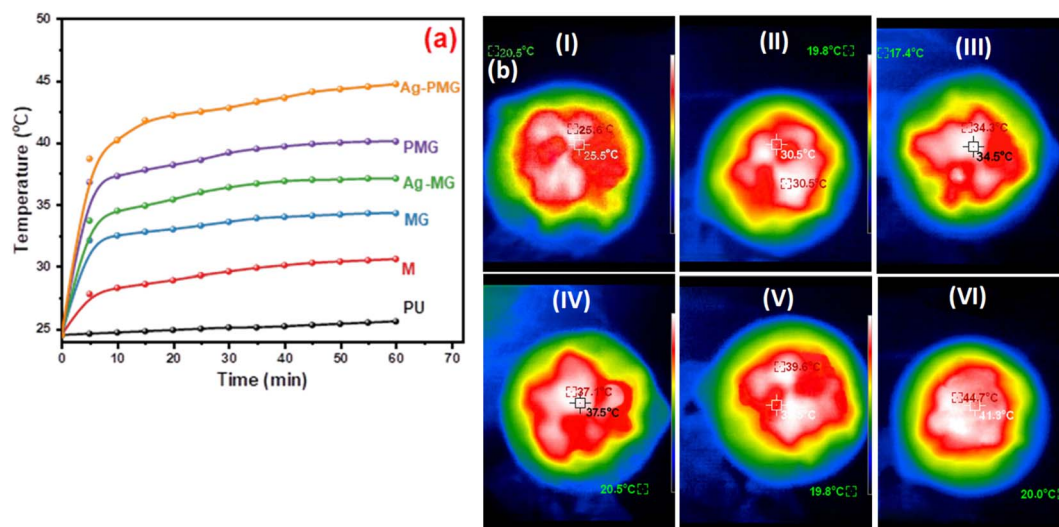 (a)
Temperature (°C)
50
45
40
35
30
25
Ag-PMG
PMG
Ag-MG
MG
M
PU
0 10 20 30 40 50 60 70
Time (min)
(b)
(I)
20.5°C
25.6°C
25.5°C
(II)
19.8°C
30.5°C
30.5°C
(III)
17.4°C
34.3°C
34.5°C
(IV)
37.1°C
37.5°C
20.5°C
(V)
39.6°C
19.8°C
(VI)
44.7°C
41.3°C
20.0°C